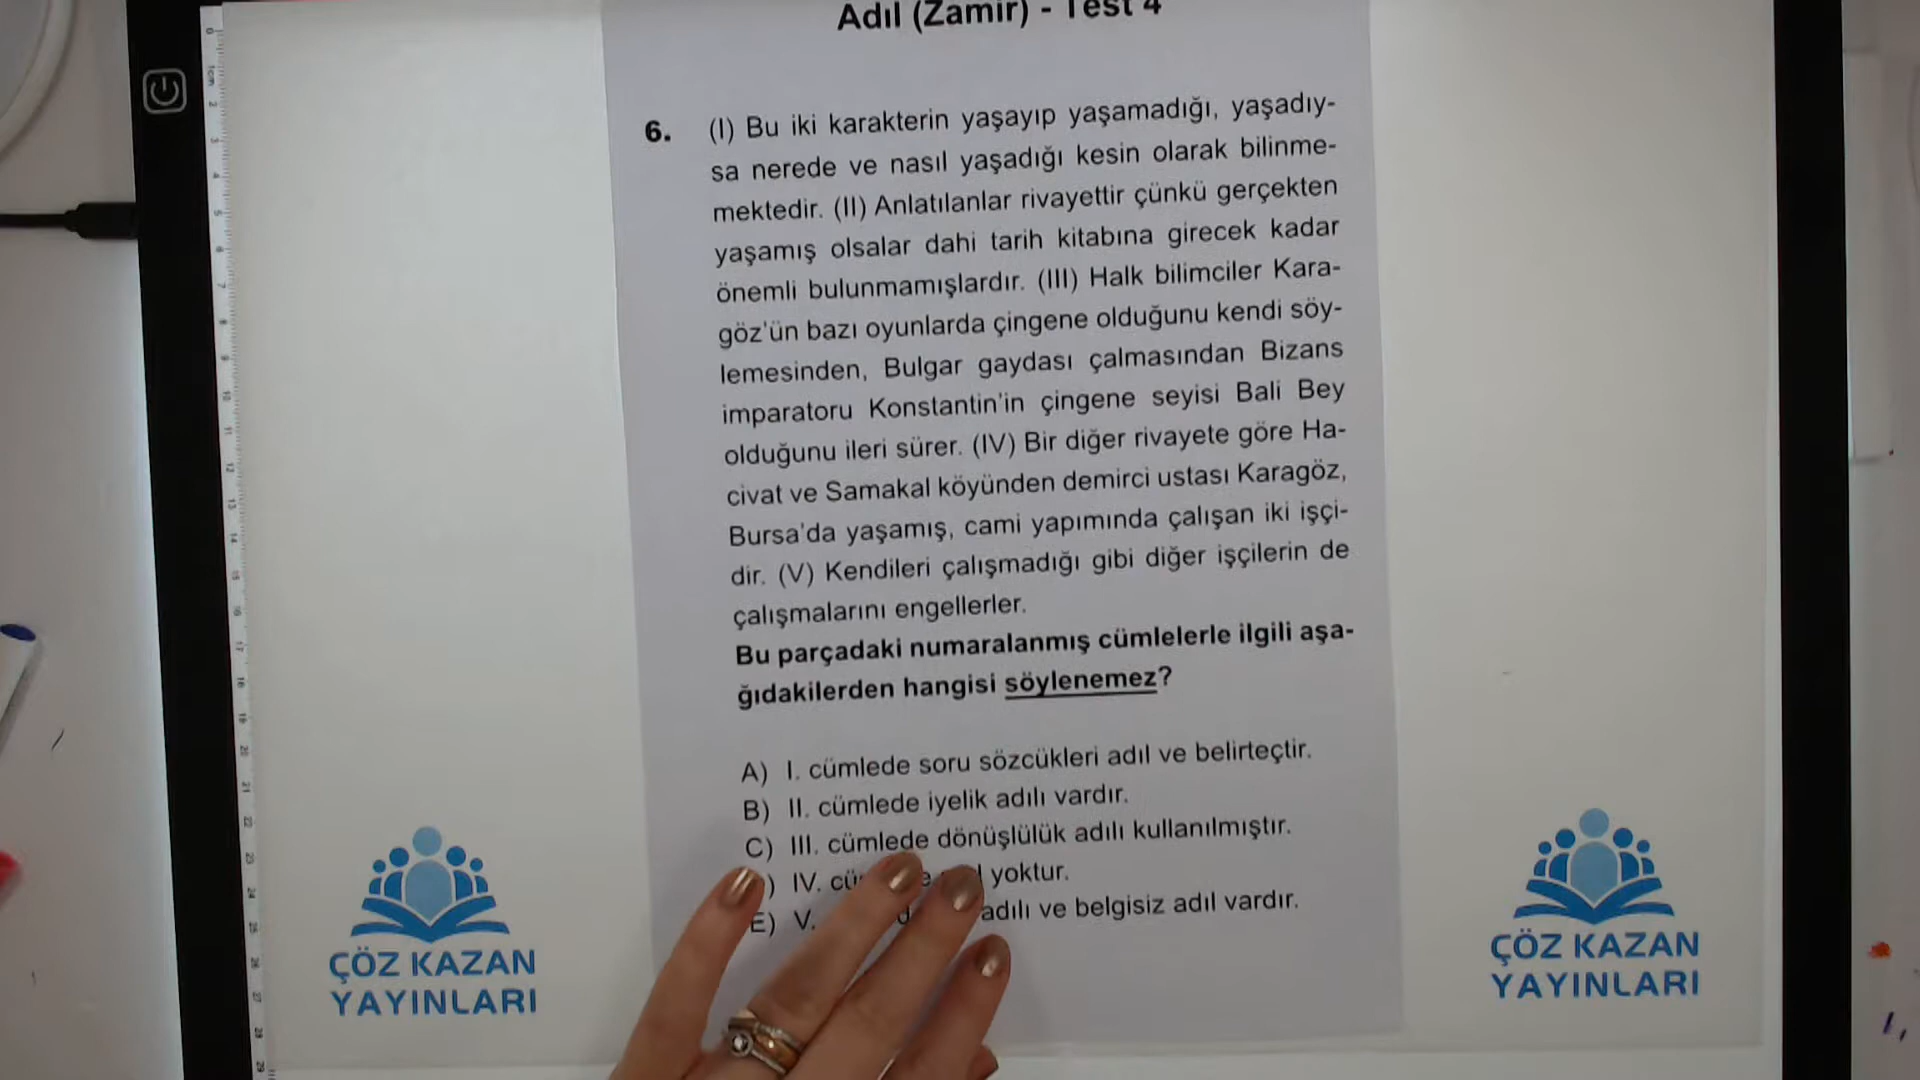 Adıl (Zamir) - Test 4
6. (I) Bu iki karakterin yaşayıp yaşamadığı, yaşadıy-
sa nerede ve nasıl yaşadığı kesin olarak bilinme-
mektedir. (II) Anlatılanlar rivayettir çünkü gerçekten
yaşamış olsalar dahi tarih kitabına girecek kadar
önemli bulunmamışlardır. (III) Halk bilimciler Kara-
göz'ün bazı oyunlarda çingene olduğunu kendi söy-
lemesinden, Bulgar gaydası çalmasından Bizans
imparatoru Konstantin'in çingene seyisi Bali Bey
olduğunu ileri sürer. (IV) Bir diğer rivayete göre Ha-
civat ve Samakal köyünden demirci ustası Karagöz,
Bursa'da yaşamış, cami yapımında çalışan iki işçi-
dir. (V) Kendileri çalışmadığı gibi diğer işçilerin de
çalışmalarını engellerler.
Bu parçadaki numaralanmış cümlelerle ilgili aşa-
ğıdakilerden hangisi söylenemez?
A) I. cümlede soru sözcükleri adıl ve belirteçtir.
B) II. cümlede iyelik adılı vardır.
C) III. cümlede dönüşlülük adılı kullanılmıştır.
IV. yoktur.
E) V. adılı ve belgisiz adıl vardır.
ÇÖZ KAZAN
YAYINLARI
ÇÖZ KAZAN
YAYINLARI